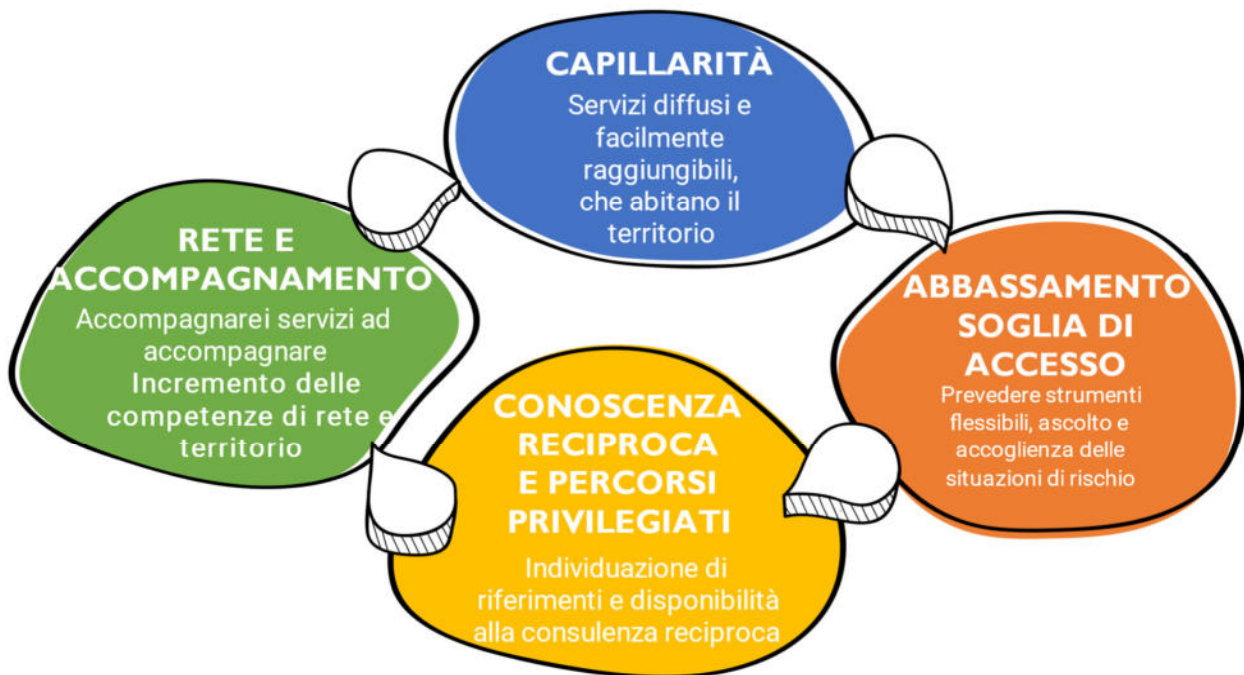 CAPILLARITÀ
Servizi diffusi e
facilmente
raggiungibili,
che abitano il
territorio
ABBASSAMENTO
SOGLIA DI
ACCESSO
Prevedere strumenti
flessibili, ascolto e
accoglienza delle
situazioni di rischio
CONOSCENZA
RECIPROCA
E PERCORSI
PRIVILEGIATI
Individuazione di
riferimenti e disponibilità
alla consulenza reciproca
RETE E
ACCOMPAGNAMENTO
Accompagnarei servizi ad
accompagnare
Incremento delle
competenze di rete e
territorio